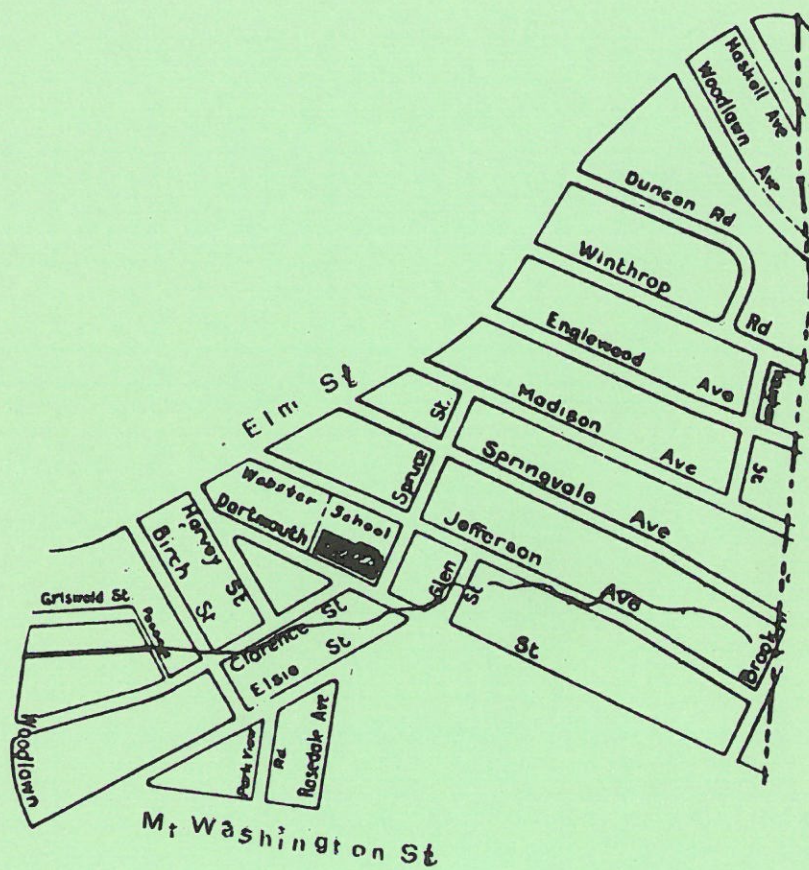 Haskell Ave
Woodlawn Ave
Duncan Rd
Winthrop Rd
Englewood Ave
Elm St
Madison Ave
Spruce St.
Springvale Ave
St
Webster School
Dartmouth
Jefferson Ave
Harvey St
Birch St
Glen St
Griswald St.
Clarence St
St
Elsie St
Woodlawn
Park View Rd
Rosedale Ave
Mt Washington St